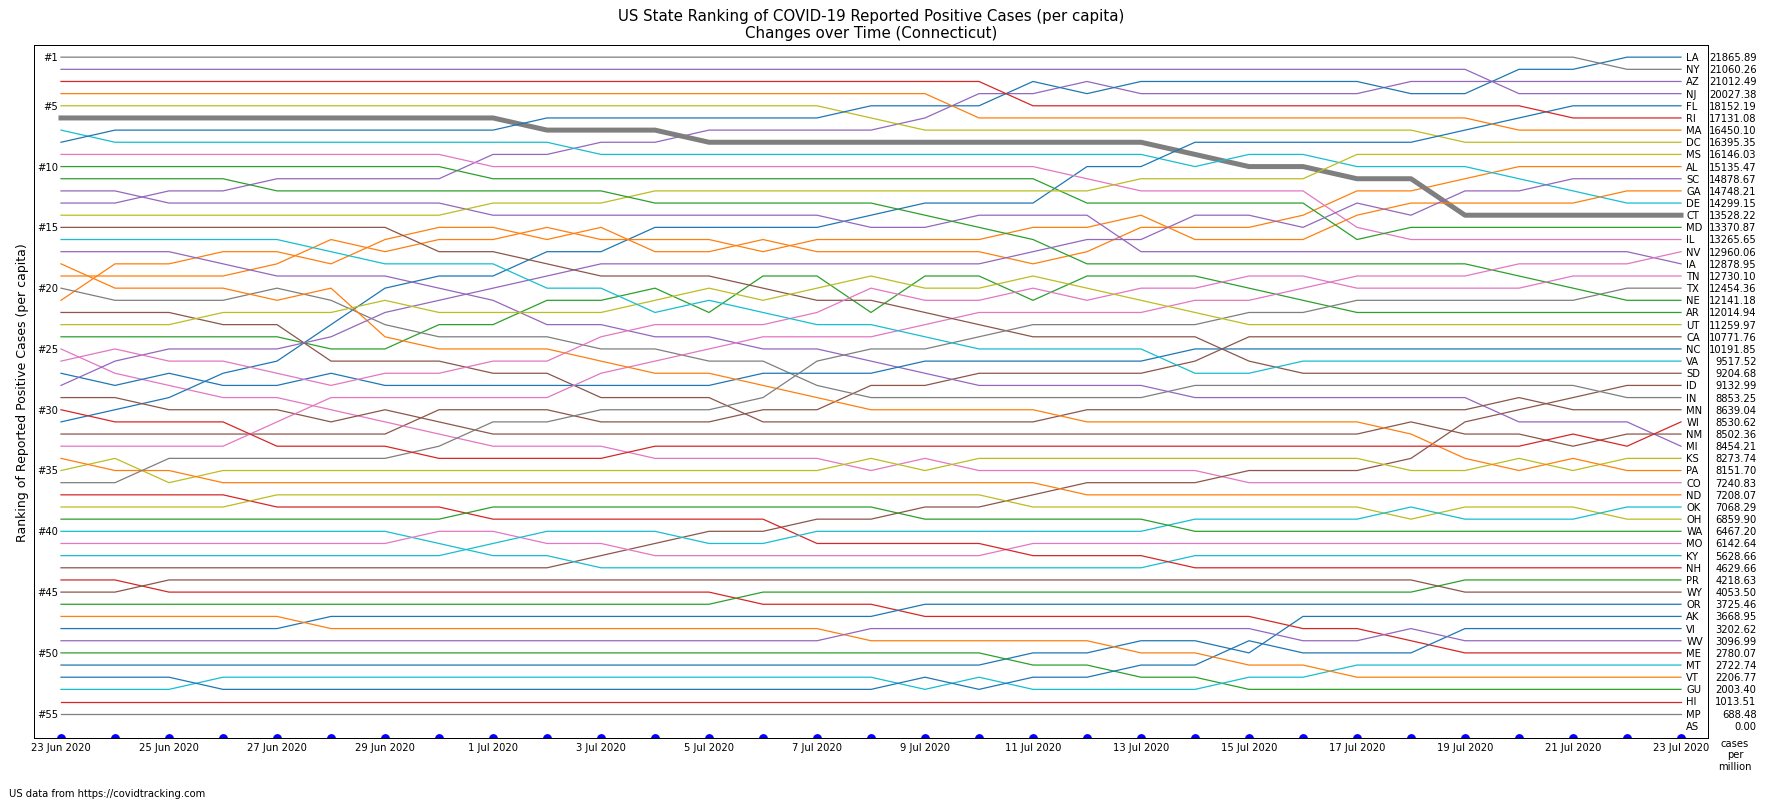 US State Ranking of COVID-19 Reported Positive Cases (per capita)
Changes over Time (Connecticut)
Ranking of Reported Positive Cases (per capita)
#1
#5
#10
#15
#20
#25
#30
#35
#40
#45
#50
#55
LA 21865.89
NY 21060.26
AZ 21012.49
NJ 20027.38
FL 18152.19
RI 17131.08
MA 16450.10
DC 16395.35
MS 16146.03
AL 15135.47
SC 14878.67
GA 14748.21
DE 14299.15
CT 13528.22
MD 13370.87
IL 13265.65
NV 12960.06
IA 12878.95
TN 12730.10
TX 12454.36
NE 12141.18
AR 12014.94
UT 11259.97
CA 10771.76
NC 10191.85
VA 9517.52
SD 9204.68
ID 9132.99
IN 8853.25
MN 8639.04
WI 8530.62
NM 8502.36
MI 8454.21
KS 8273.74
PA 8151.70
CO 7240.83
ND 7208.07
OK 7068.29
OH 6859.90
WA 6467.20
MO 6142.64
KY 5628.66
NH 4629.66
PR 4218.63
WY 4053.50
OR 3725.46
AK 3668.95
VI 3202.62
WV 3096.99
ME 2780.07
MT 2722.74
VT 2206.77
GU 2003.40
HI 1013.51
MP 688.48
AS 0.00
23 Jun 2020 25 Jun 2020 27 Jun 2020 29 Jun 2020 1 Jul 2020 3 Jul 2020 5 Jul 2020 7 Jul 2020 9 Jul 2020 11 Jul 2020 13 Jul 2020 15 Jul 2020 17 Jul 2020 19 Jul 2020 21 Jul 2020 23 Jul 2020
cases
per
million
US data from https://covidtracking.com